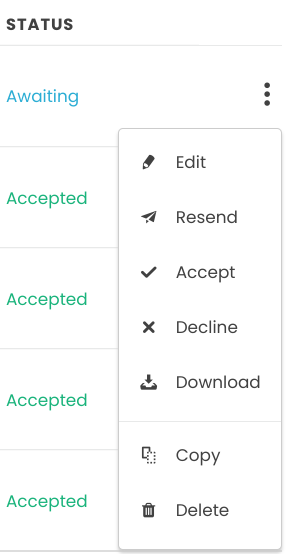 STATUS
Awaiting
Edit
Accepted
Resend
Accept
Accepted
Decline
Download
Accepted
Copy
Accepted
Delete